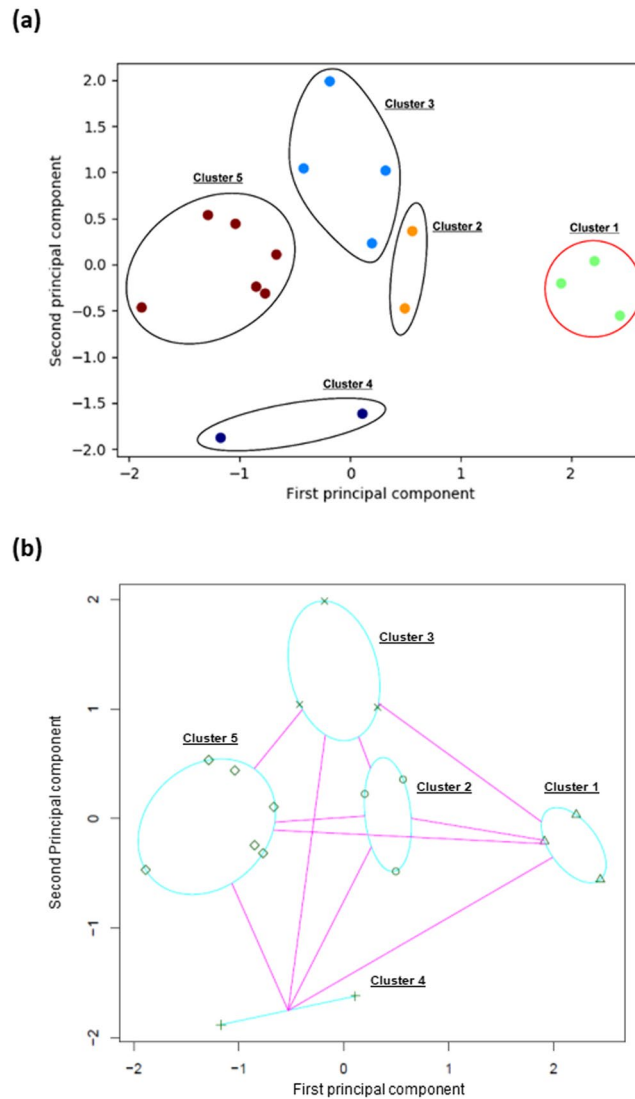 (a)
2.0
1.5
1.0
0.5
0.0
−0.5
−1.0
−1.5
−2.0
Second principal component
Cluster 3
Cluster 5
Cluster 2
Cluster 1
Cluster 4
−2
−1
0
1
2
First principal component
(b)
2
1
0
-1
-2
Second Principal component
Cluster 3
Cluster 5
Cluster 2
Cluster 1
Cluster 4
-2
-1
0
1
2
First principal component